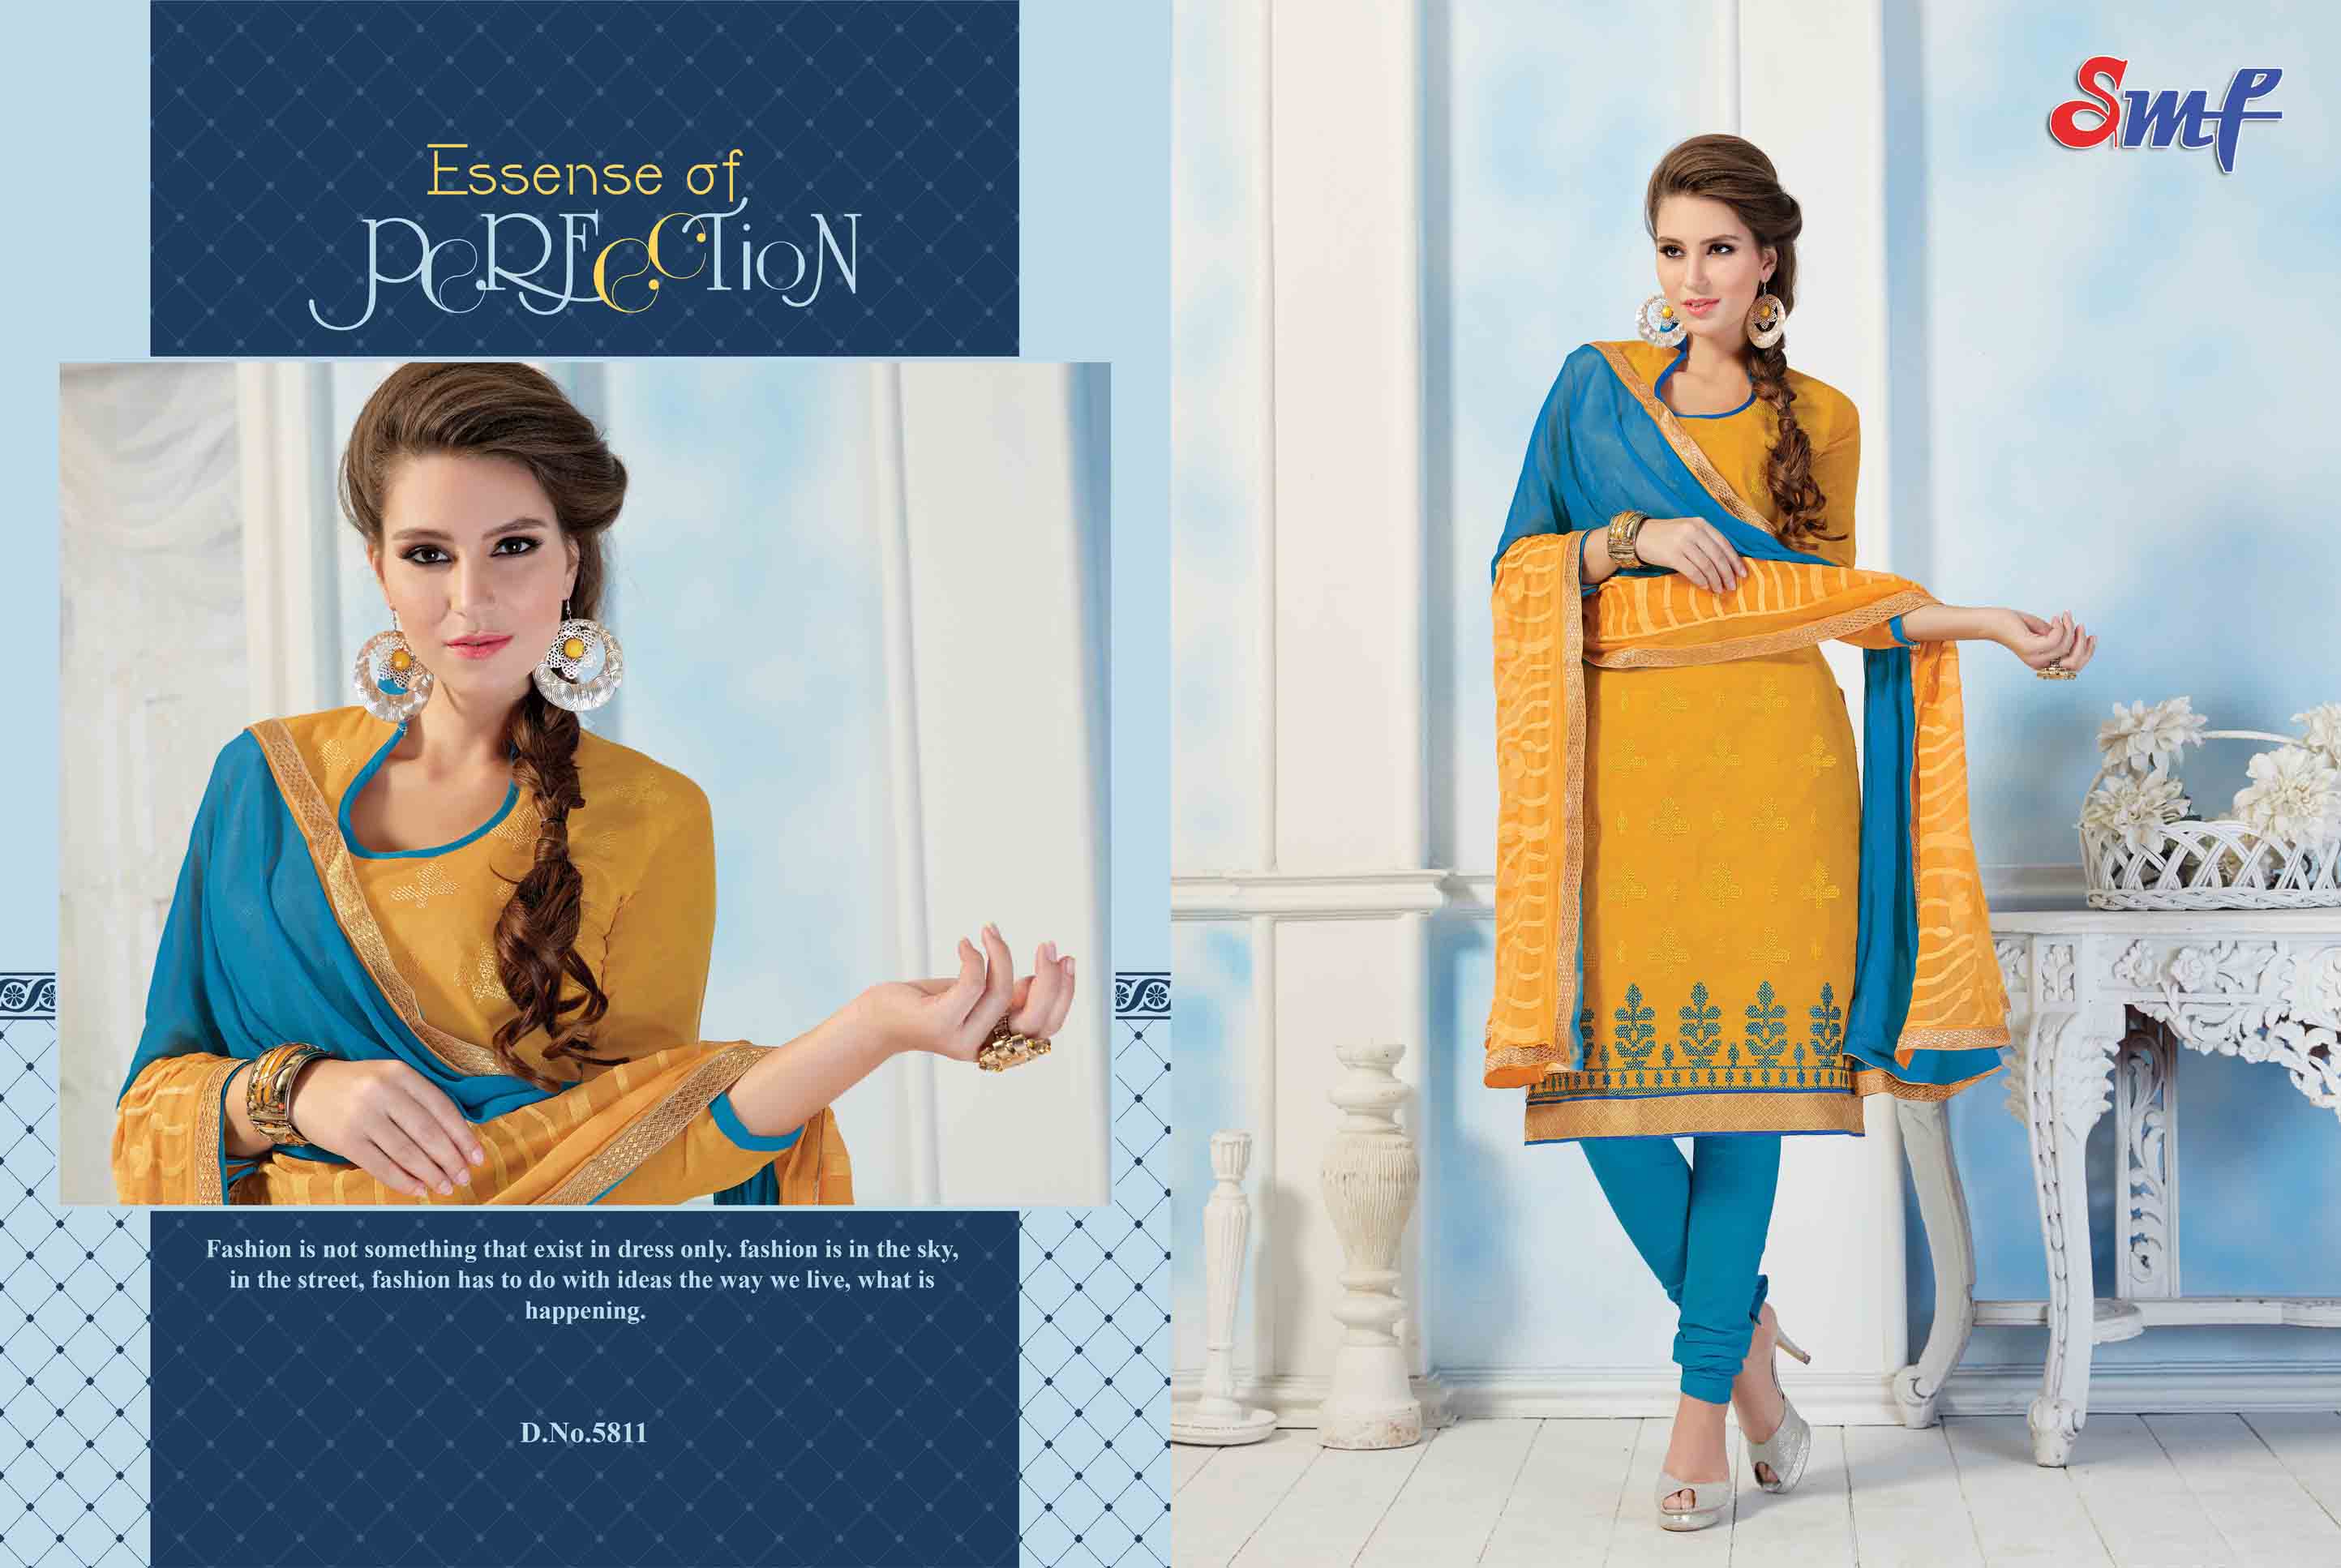 Essense of
PeRFecTioN
Smf
Fashion is not something that exist in dress only. fashion is in the sky,
in the street, fashion has to do with ideas the way we live, what is
happening.
D.No.5811